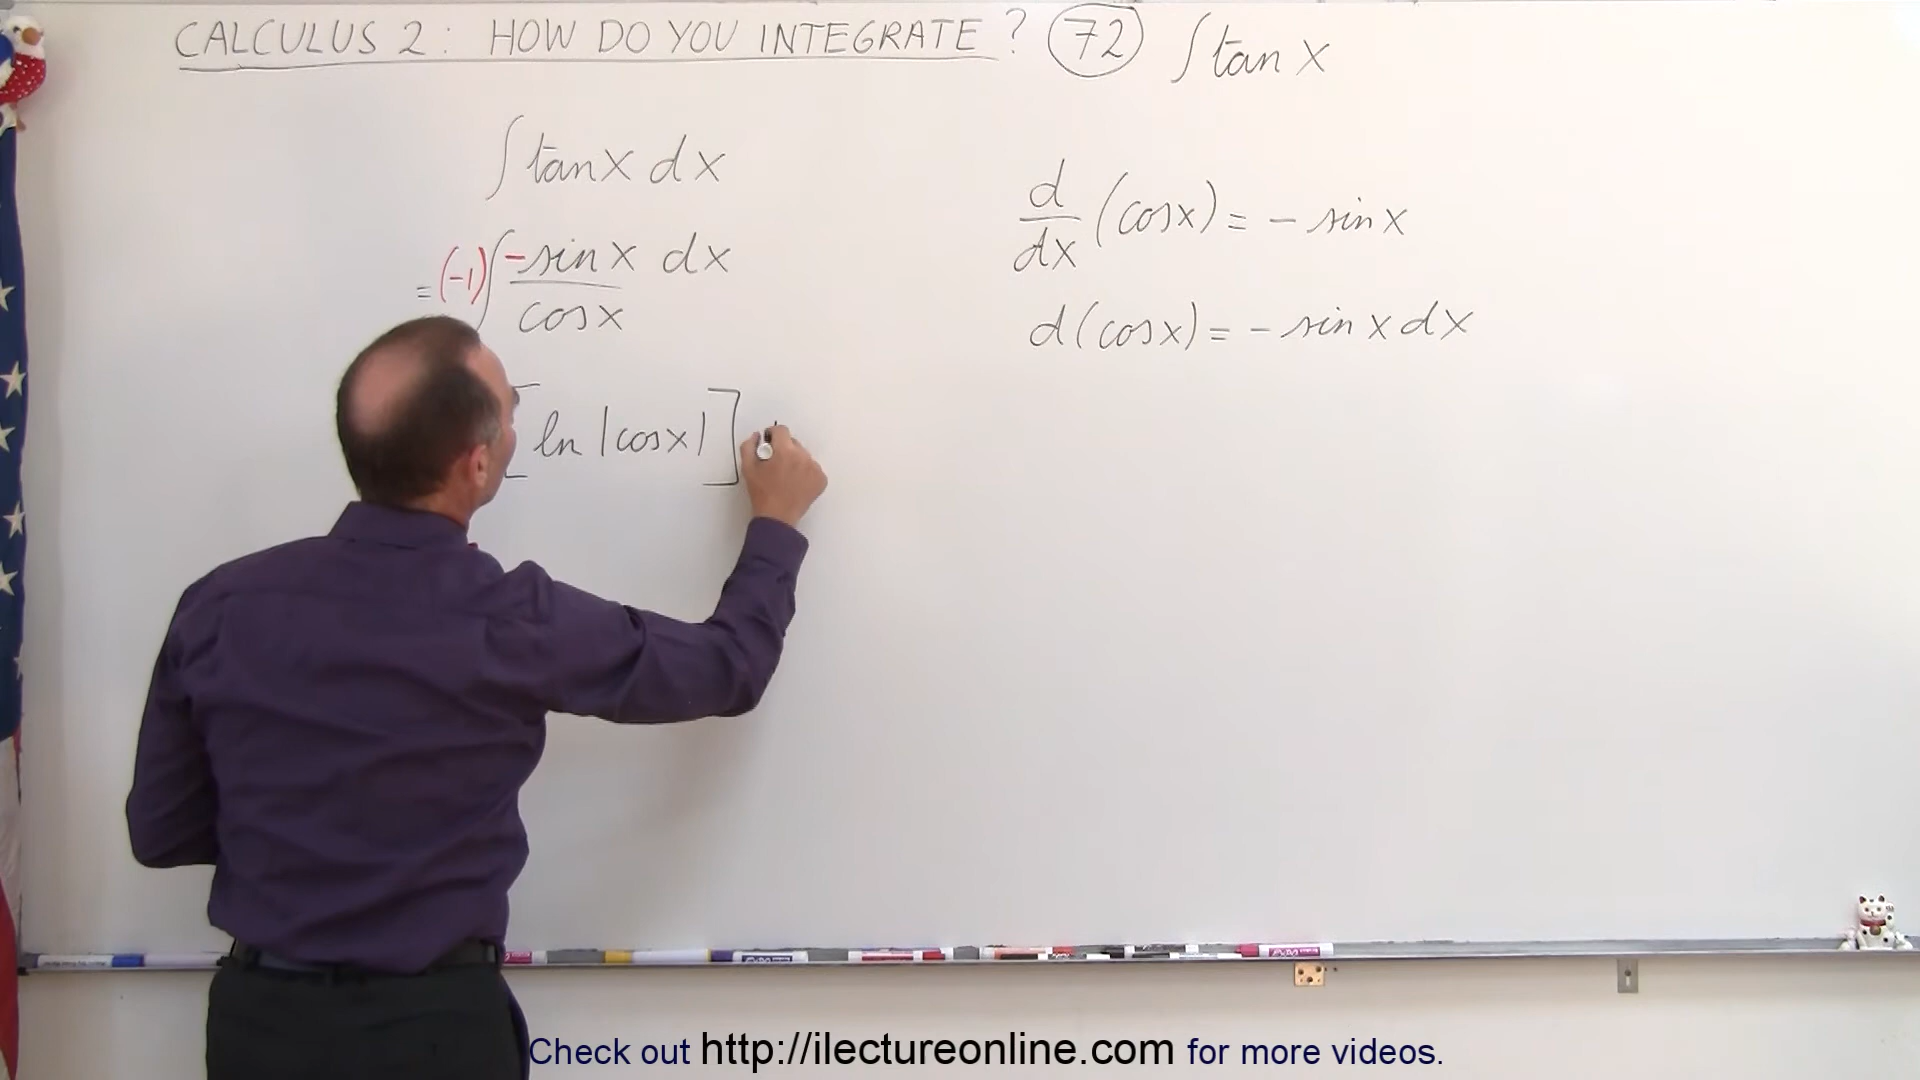 CALCULUS 2: HOW DO YOU INTEGRATE? 72 ∫ tan x
∫ tan x dx
= (-1) ∫ -sin x / cos x dx
[ln |cos x|]
d/dx (cos x) = - sin x
d(cos x) = - sin x dx
Check out http://ilectureonline.com for more videos.